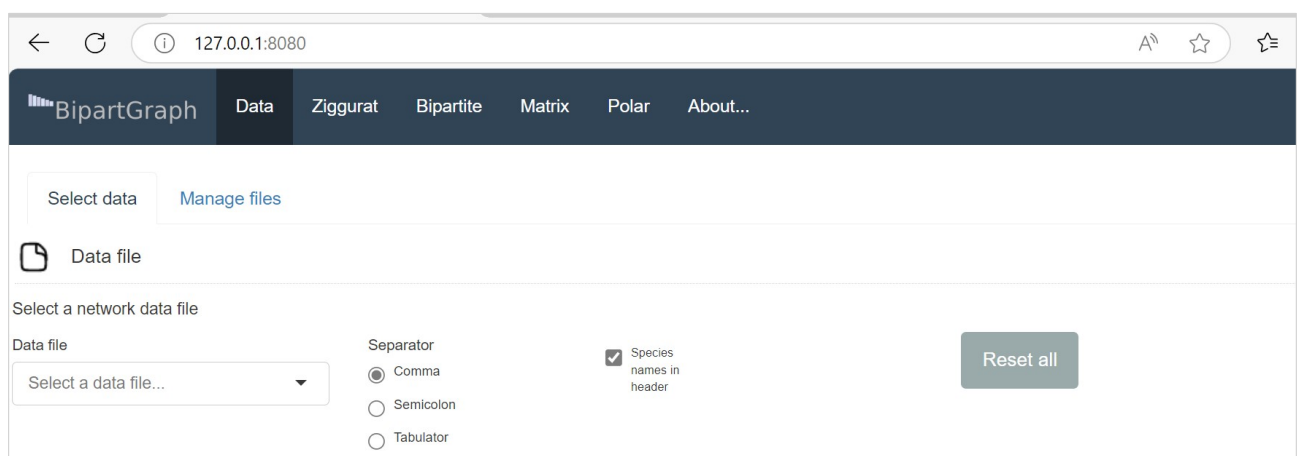 127.0.0.1:8080
BipartGraph Data Ziggurat Bipartite Matrix Polar About...
Select data Manage files
Data file
Select a network data file
Data file Separator
Species
Comma
names in
Reset all
Select a data file...
header
Semicolon
Tabulator